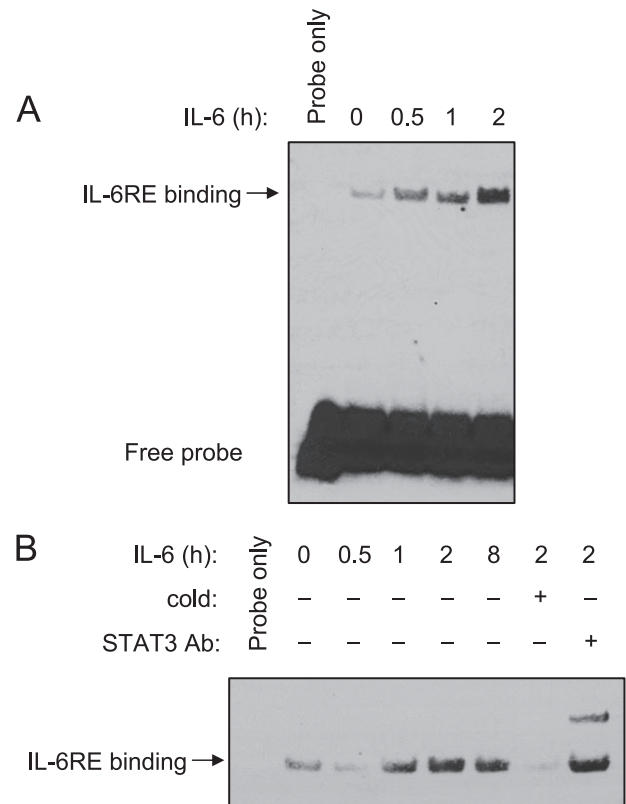 A
IL-6 (h): Probe only 0 0.5 1 2
IL-6RE binding
Free probe
B
IL-6 (h): Probe only 0 0.5 1 2 8 2 2
cold: – – – – – + –
STAT3 Ab: – – – – – – +
IL-6RE binding